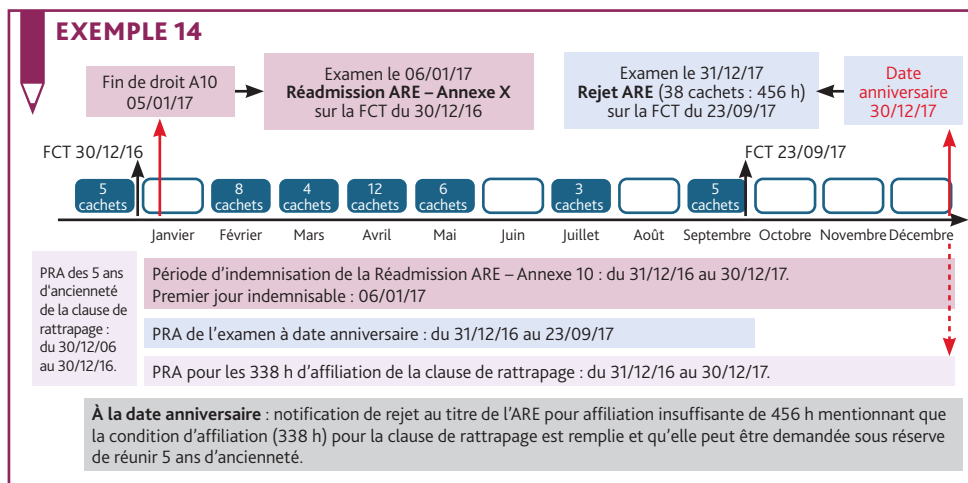 EXEMPLE 14
Fin de droit A10
05/01/17
Examen le 06/01/17
Réadmission ARE – Annexe X
sur la FCT du 30/12/16
Examen le 31/12/17
Rejet ARE (38 cachets : 456 h)
sur la FCT du 23/09/17
Date
anniversaire
30/12/17
FCT 30/12/16
FCT 23/09/17
5
cachets
8
cachets
4
cachets
12
cachets
6
cachets
3
cachets
5
cachets
Janvier Février Mars Avril Mai Juin Juillet Août Septembre Octobre Novembre Décembre
PRA des 5 ans
d'ancienneté
de la clause de
rattrapage :
du 30/12/06
au 30/12/16.
Période d’indemnisation de la Réadmission ARE – Annexe 10 : du 31/12/16 au 30/12/17.
Premier jour indemnisable : 06/01/17
PRA de l’examen à date anniversaire : du 31/12/16 au 23/09/17
PRA pour les 338 h d’affiliation de la clause de rattrapage : du 31/12/16 au 30/12/17.
À la date anniversaire : notification de rejet au titre de l’ARE pour affiliation insuffisante de 456 h mentionnant que
la condition d’affiliation (338 h) pour la clause de rattrapage est remplie et qu’elle peut être demandée sous réserve
de réunir 5 ans d’ancienneté.